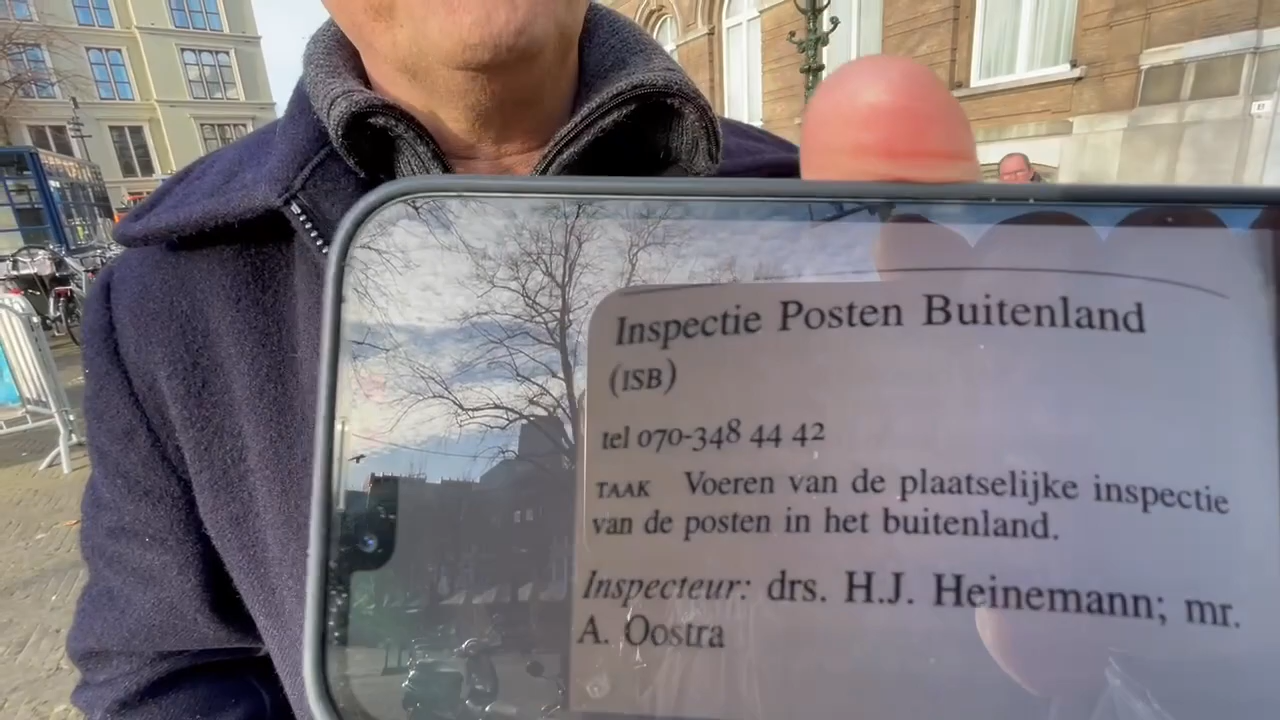 Inspectie Posten Buitenland
(ISB)
tel 070-348 44 42
TAAK Voeren van de plaatselijke inspectie
van de posten in het buitenland.
Inspecteur: drs. H.J. Heinemann; mr.
A. Oostra